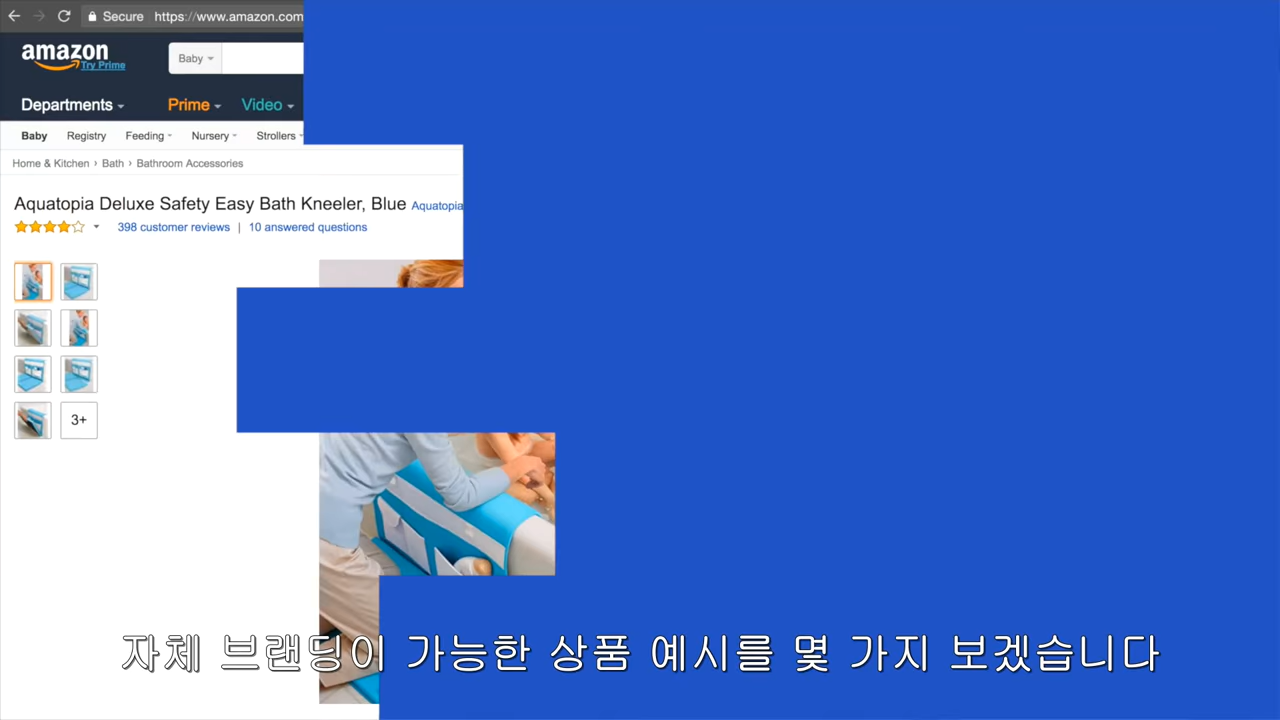 Secure https://www.amazon.com
amazon
Try Prime
Baby
Departments Prime Video
Baby Registry Feeding Nursery Strollers
Home & Kitchen › Bath › Bathroom Accessories
Aquatopia Deluxe Safety Easy Bath Kneeler, Blue Aquatopia
398 customer reviews | 10 answered questions
3+
자체 브랜딩이 가능한 상품 예시를 몇 가지 보겠습니다